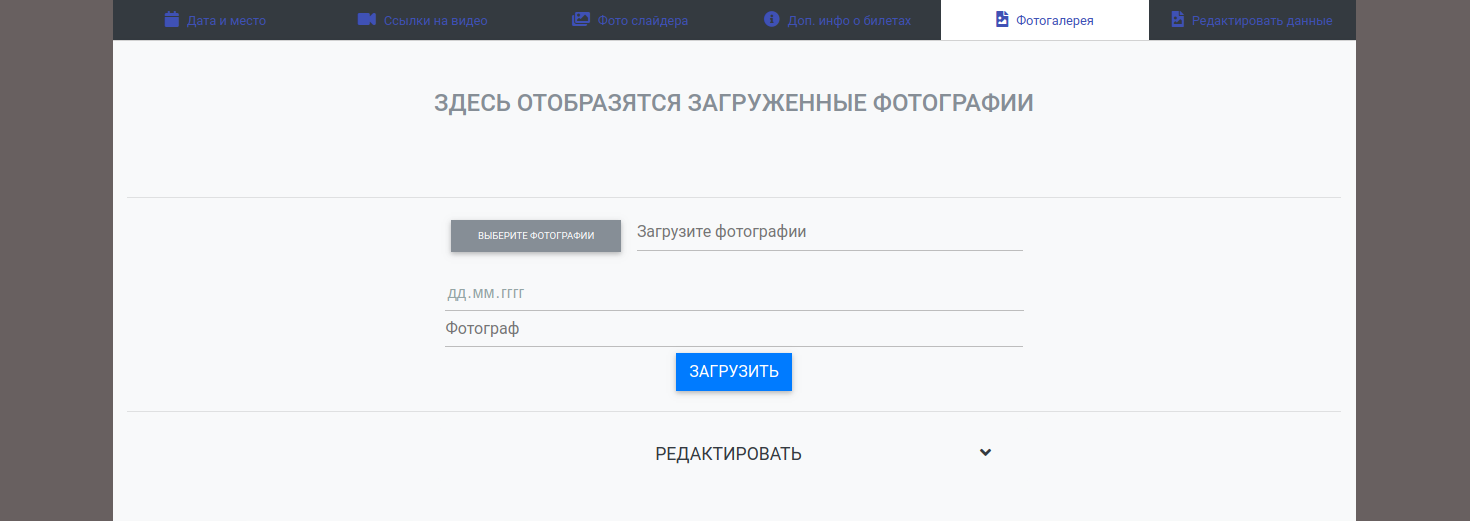 Дата и место
Ссылки на видео
Фото слайдера
Доп. инфо о билетах
Фотогалерея
Редактировать данные
ЗДЕСЬ ОТОБРАЗЯТСЯ ЗАГРУЖЕННЫЕ ФОТОГРАФИИ
ВЫБЕРИТЕ ФОТОГРАФИИ
Загрузите фотографии
дд.мм.гггг
Фотограф
ЗАГРУЗИТЬ
РЕДАКТИРОВАТЬ